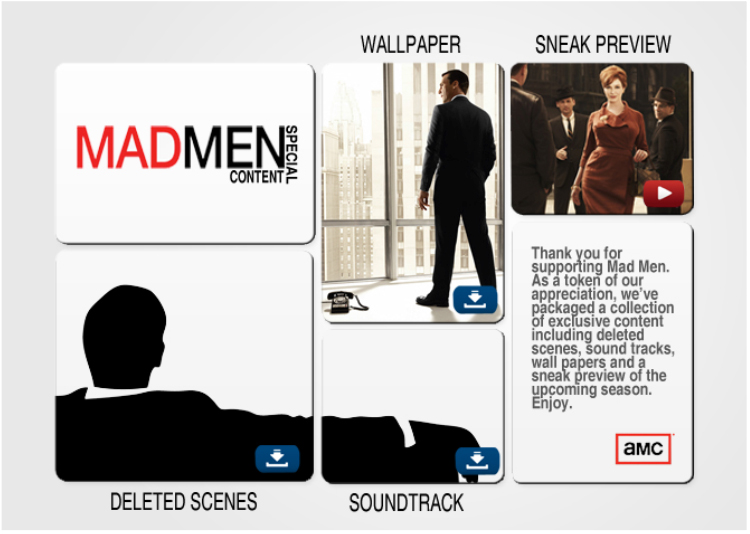 WALLPAPER
SNEAK PREVIEW
MADMEN
SPECIAL
CONTENT
Thank you for
supporting Mad Men.
As a token of our
appreciation, we've
packaged a collection
of exclusive content
including deleted
scenes, sound tracks,
wall papers and a
sneak preview of the
upcoming season.
Enjoy.
amc
DELETED SCENES
SOUNDTRACK